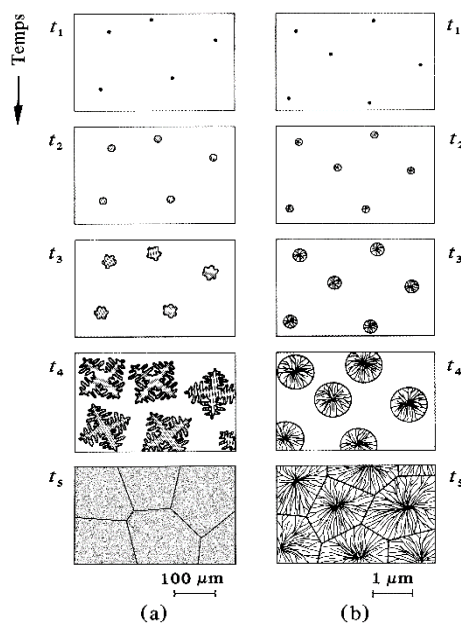 Temps
t₁
t₁
t₂
t₂
t₃
t₃
t₄
t₄
t₅
t₅
100 µm
1 µm
(a)
(b)